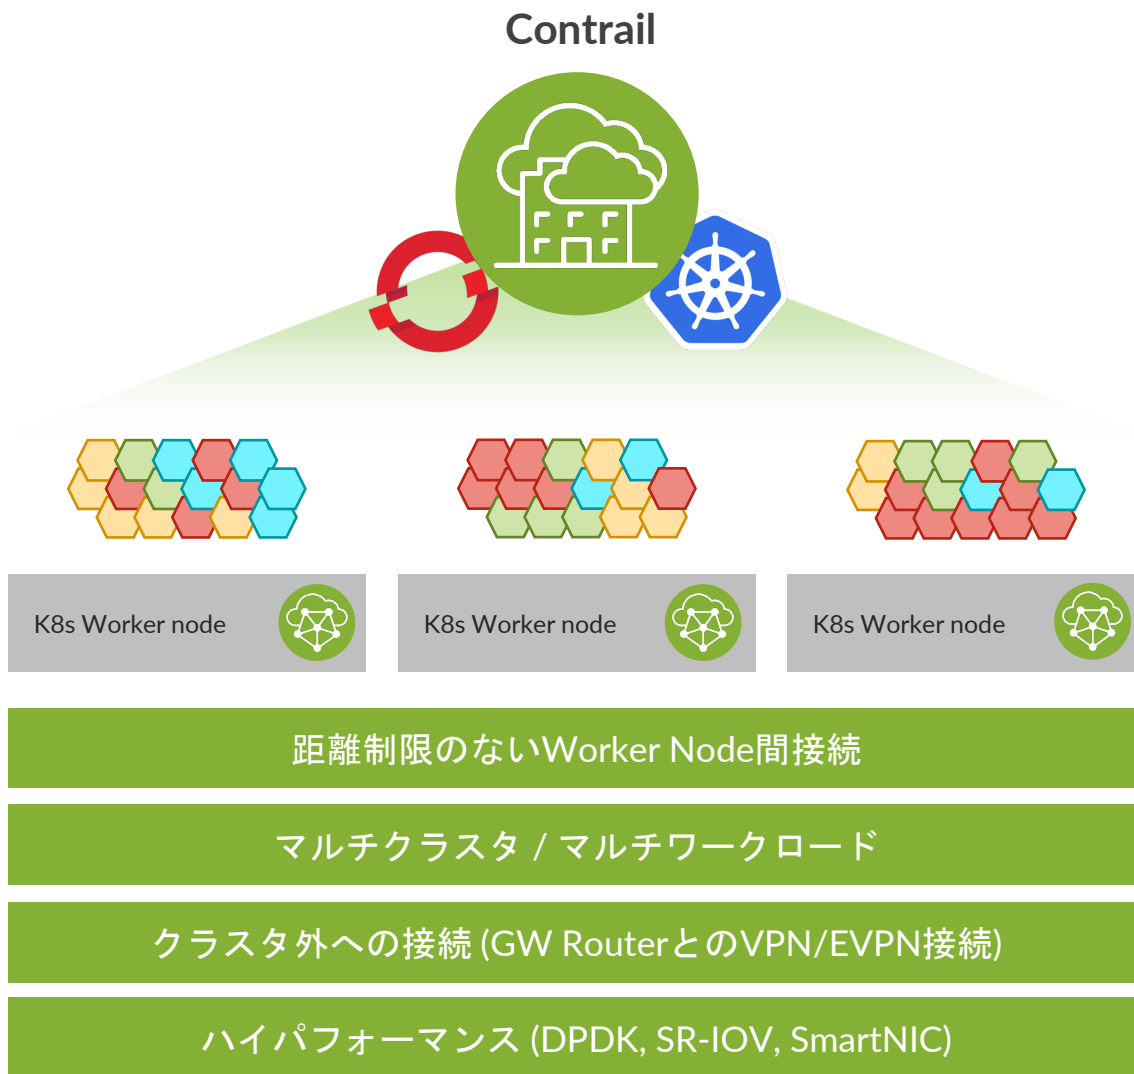 Contrail
K8s Worker node
K8s Worker node
K8s Worker node
距離制限のないWorker Node間接続
マルチクラスタ / マルチワークロード
クラスタ外への接続 (GW RouterとのVPN/EVPN接続)
ハイパフォーマンス (DPDK, SR-IOV, SmartNIC)